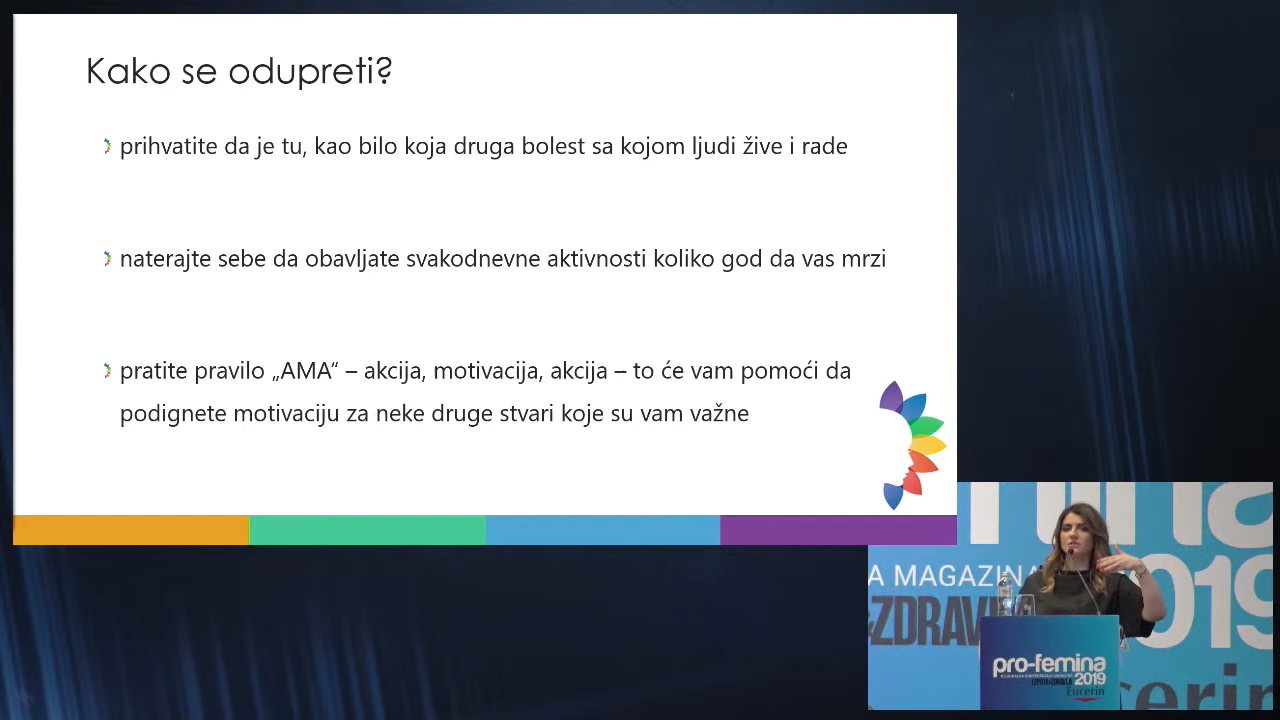 Kako se odupreti?
prihvatite da je tu, kao bilo koja druga bolest sa kojom ljudi žive i rade
naterajte sebe da obavljate svakodnevne aktivnosti koliko god da vas mrzi
pratite pravilo „AMA“ – akcija, motivacija, akcija – to će vam pomoći da
podignete motivaciju za neke druge stvari koje su vam važne
A MAGAZINA
2019
ZDRAV
pro-femina
2019
Eucerin